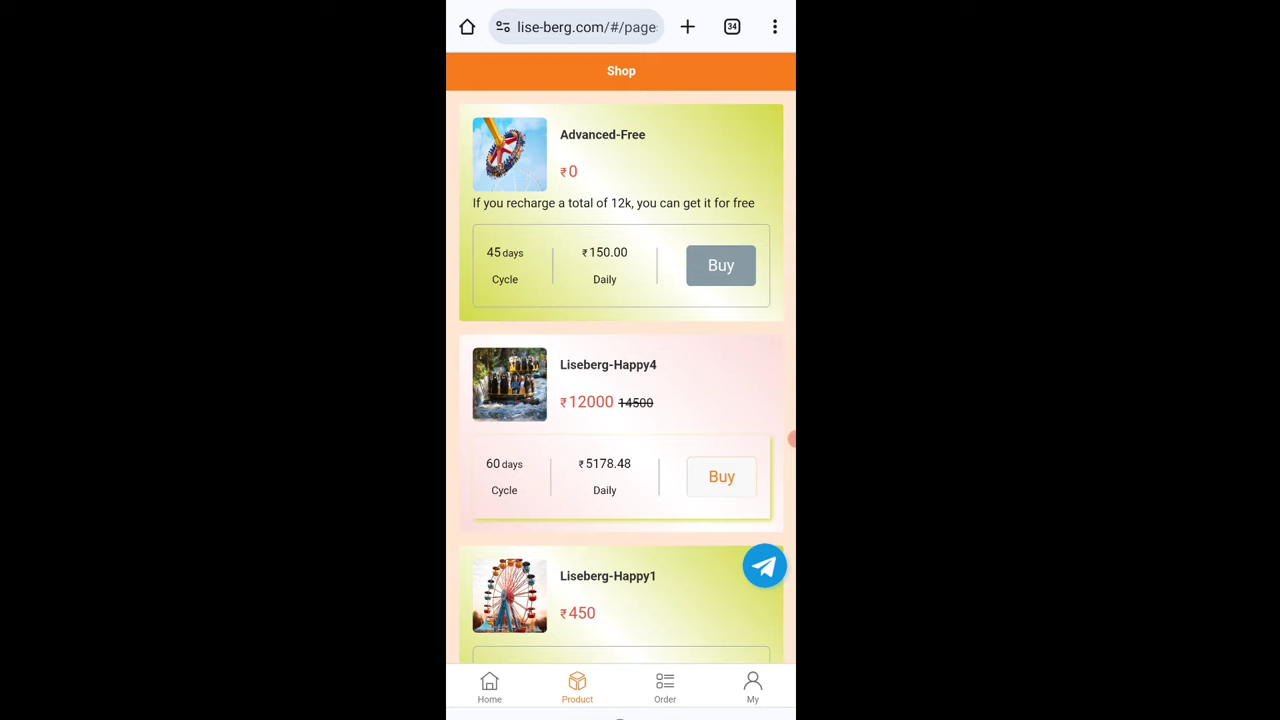 lise-berg.com/#/page
34
Shop
Advanced-Free
₹0
If you recharge a total of 12k, you can get it for free
45 days
₹150.00
Buy
Cycle
Daily
Liseberg-Happy4
₹12000 14500
60 days
₹5178.48
Buy
Cycle
Daily
Liseberg-Happy1
₹450
Home
Product
Order
My